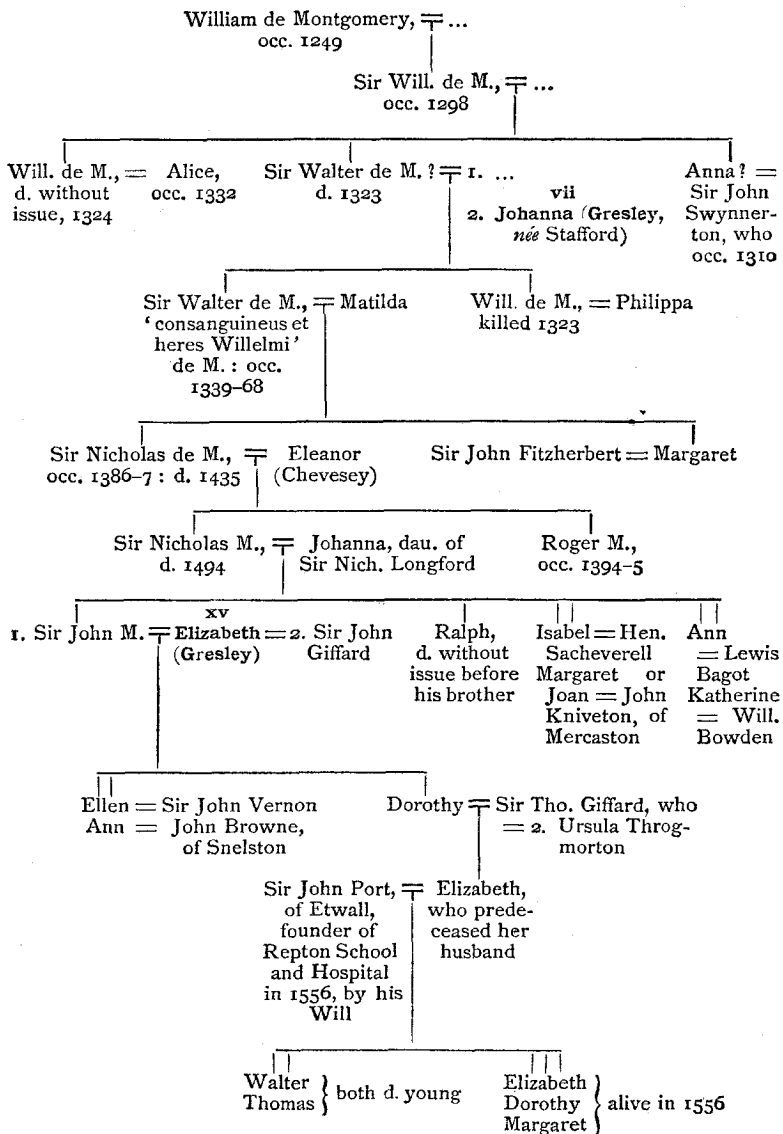 William de Montgomery, = ...
occ. 1249
Sir Will. de M., = ...
occ. 1298
Will. de M., = Alice,
d. without occ. 1332
issue, 1324
Sir Walter de M. ? = 1. ...
d. 1323
vii
2. Johanna (Gresley,
née Stafford)
Anna? =
Sir John
Swynner-
ton, who
occ. 1310
Sir Walter de M., = Matilda
'consanguineus et
heres Willelmi'
de M. : occ.
1339-68
Will. de M., = Philippa
killed 1323
Sir Nicholas de M., = Eleanor
occ. 1386-7 : d. 1435 (Chevesey)
Sir John Fitzherbert = Margaret
Sir Nicholas M., = Johanna, dau. of
d. 1494 Sir Nich. Longford
Roger M.,
occ. 1394-5
xv
1. Sir John M. = Elizabeth = 2. Sir John
(Gresley) Giffard
Ralph,
d. without
issue before
his brother
Isabel = Hen.
Sacheverell
Margaret or
Joan = John
Kniveton, of
Mercaston
Ann
= Lewis
Bagot
Katherine
= Will.
Bowden
Ellen = Sir John Vernon
Ann = John Browne,
of Snelston
Dorothy = Sir Tho. Giffard, who
= 2. Ursula Throg-
morton
Sir John Port, = Elizabeth,
of Etwall, who prede-
founder of ceased her
Repton School husband
and Hospital
in 1556, by his
Will
Walter
Thomas } both d. young
Elizabeth
Dorothy } alive in 1556
Margaret